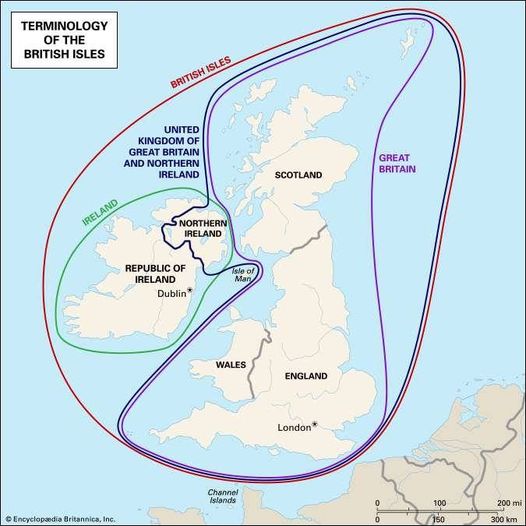 TERMINOLOGY
OF THE
BRITISH ISLES
BRITISH ISLES
UNITED
KINGDOM OF
GREAT BRITAIN
AND NORTHERN
IRELAND
GREAT
BRITAIN
SCOTLAND
IRELAND
NORTHERN
IRELAND
REPUBLIC OF
IRELAND
Dublin
Isle of
Man
WALES
ENGLAND
London
Channel
Islands
0 100 200 mi
0 150 300 km
© Encyclopædia Britannica, Inc.